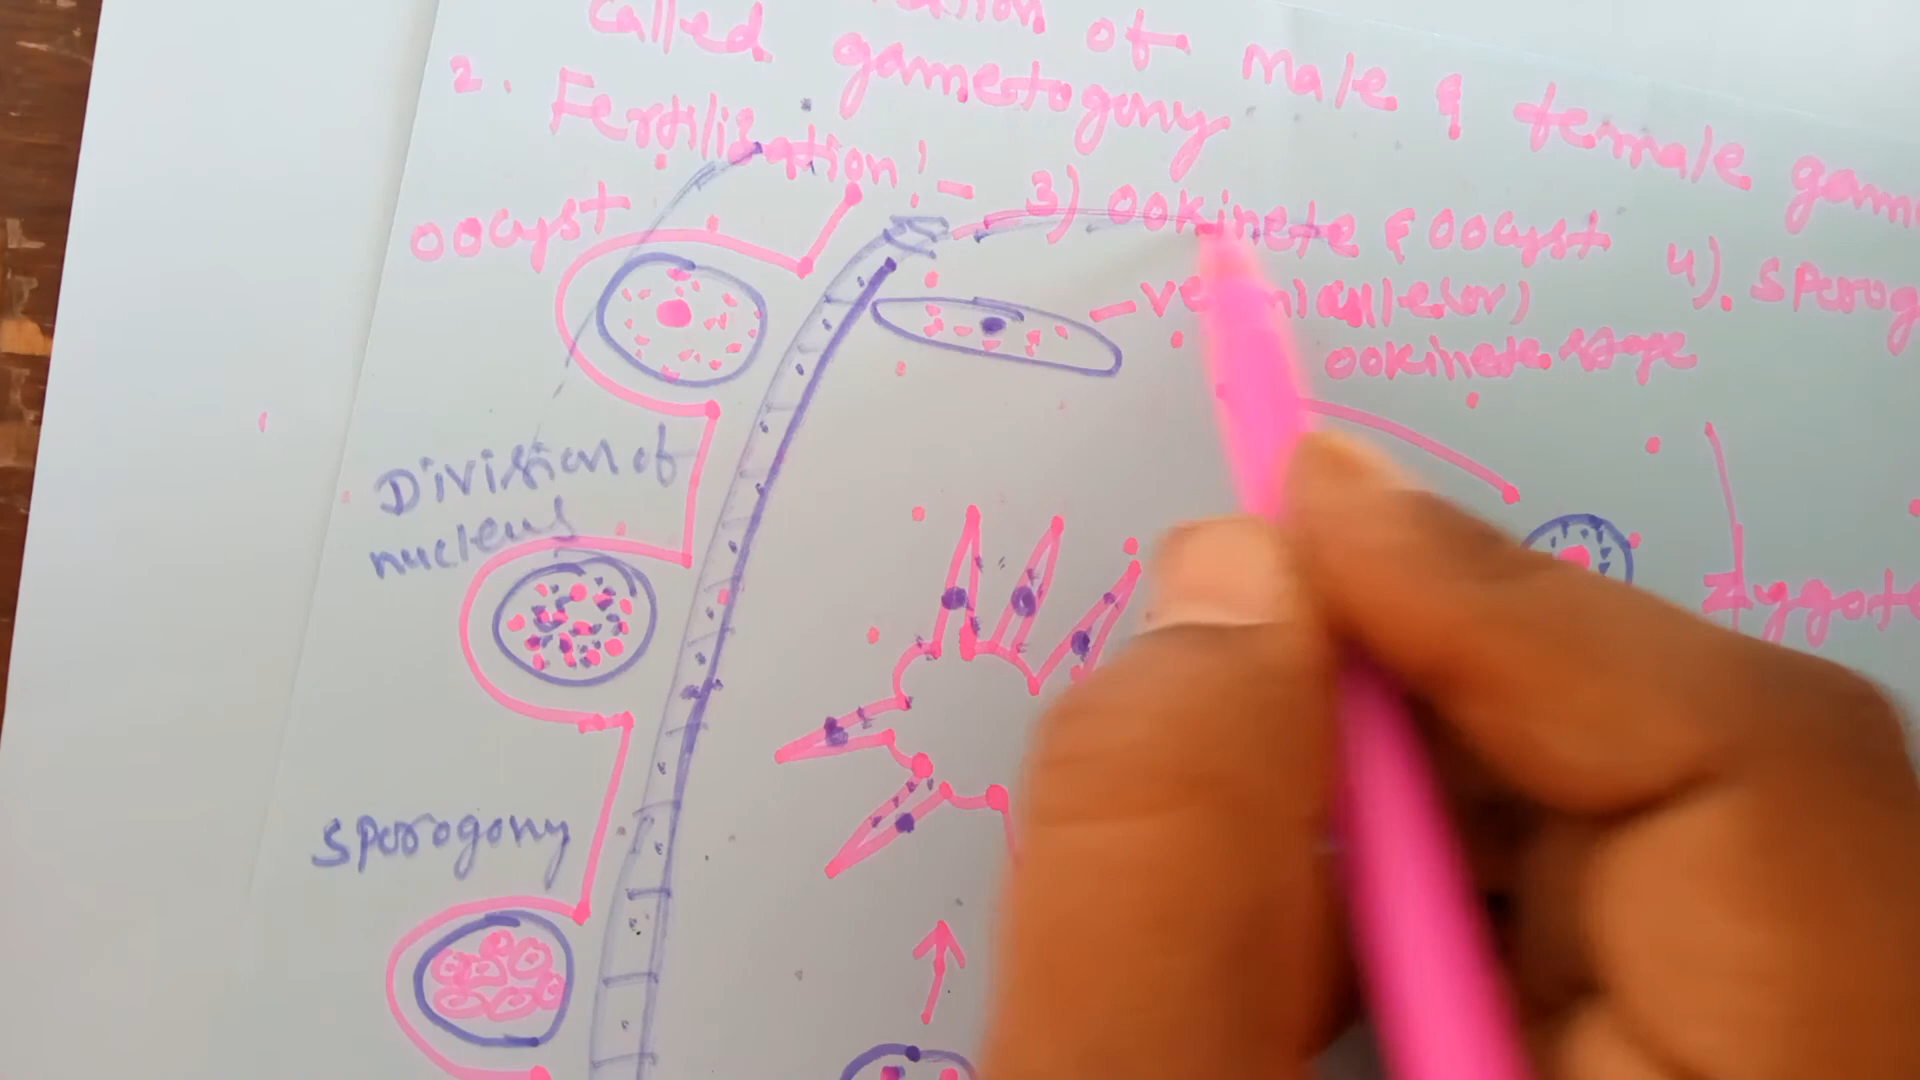 of male & female
called gametogony
2. Fertilization:-
3) ookinete & oocyst
4). sporog
oocyst
(or)
ookinete stage
Division of
nucleus
Zygote
sporogony